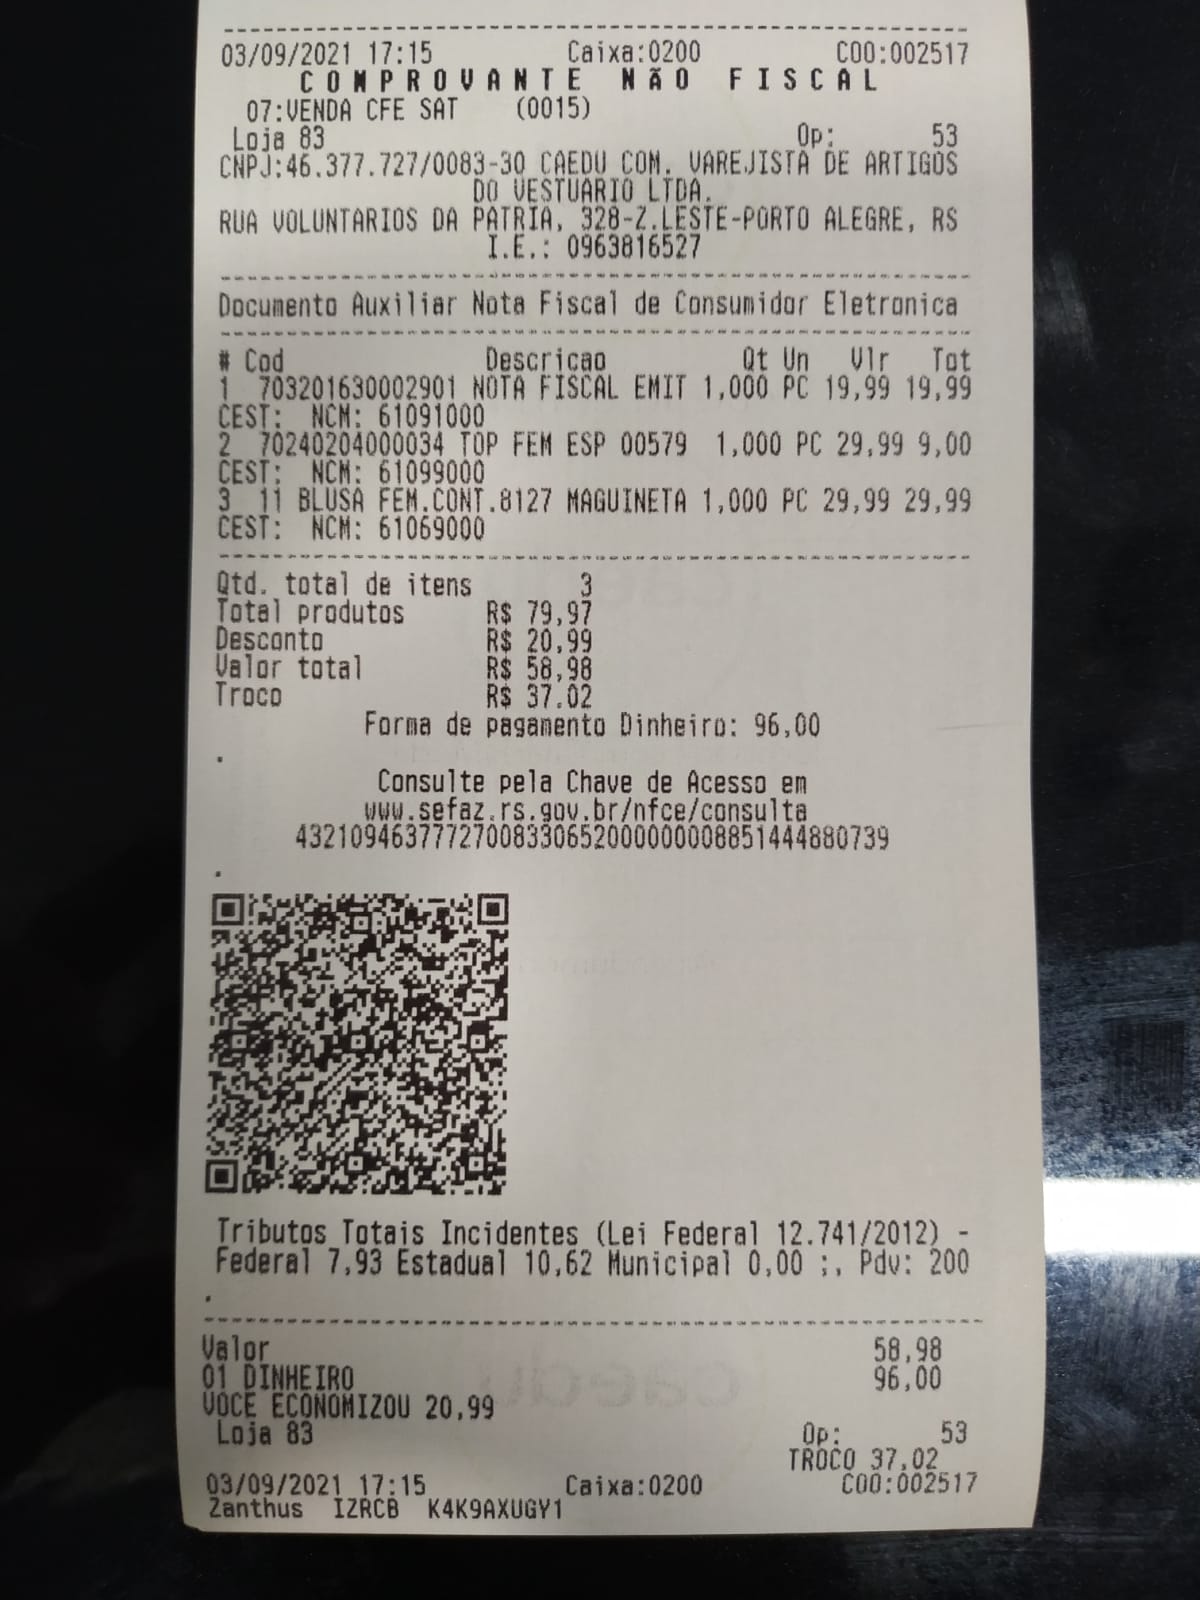 03/09/2021 17:15 Caixa:0200 COO:002517
COMPROVANTE NãO FISCAL
07:VENDA CFE SAT (0015)
Loja 83 Op: 53
CNPJ:46.377.727/0083-30 CAEDU COM. VAREJISTA DE ARTIGOS
DO VESTUARIO LTDA.
RUA VOLUNTARIOS DA PATRIA, 328-Z.LESTE-PORTO ALEGRE, RS
I.E.: 0963816527
Documento Auxiliar Nota Fiscal de Consumidor Eletronica
# Cod Descricao Qt Un Vlr Tot
1 703201630002901 NOTA FISCAL EMIT 1,000 PC 19,99 19,99
CEST: NCM: 61091000
2 70240204000034 TOP FEM ESP 00579 1,000 PC 29,99 9,00
CEST: NCM: 61099000
3 11 BLUSA FEM.CONT.8127 MAGUINETA 1,000 PC 29,99 29,99
CEST: NCM: 61069000
Qtd. total de itens 3
Total produtos R$ 79,97
Desconto R$ 20,99
Valor total R$ 58,98
Troco R$ 37.02
Forma de pagamento Dinheiro: 96,00
.
Consulte pela Chave de Acesso em
www.sefaz.rs.gov.br/nfce/consulta
43210946377727008330652000000008851444880739
.
Tributos Totais Incidentes (Lei Federal 12.741/2012) -
Federal 7,93 Estadual 10,62 Municipal 0,00 ;, Pdv: 200
.
Valor 58,98
01 DINHEIRO 96,00
VOCE ECONOMIZOU 20,99
Loja 83 Op: 53
TROCO 37,02
03/09/2021 17:15 Caixa:0200 COO:002517
Zanthus IZRCB K4K9AXUGY1